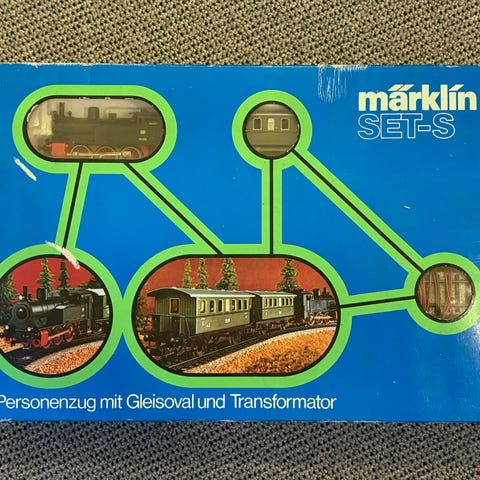 märklin
SET-S
Personenzug mit Gleisoval und Transformator